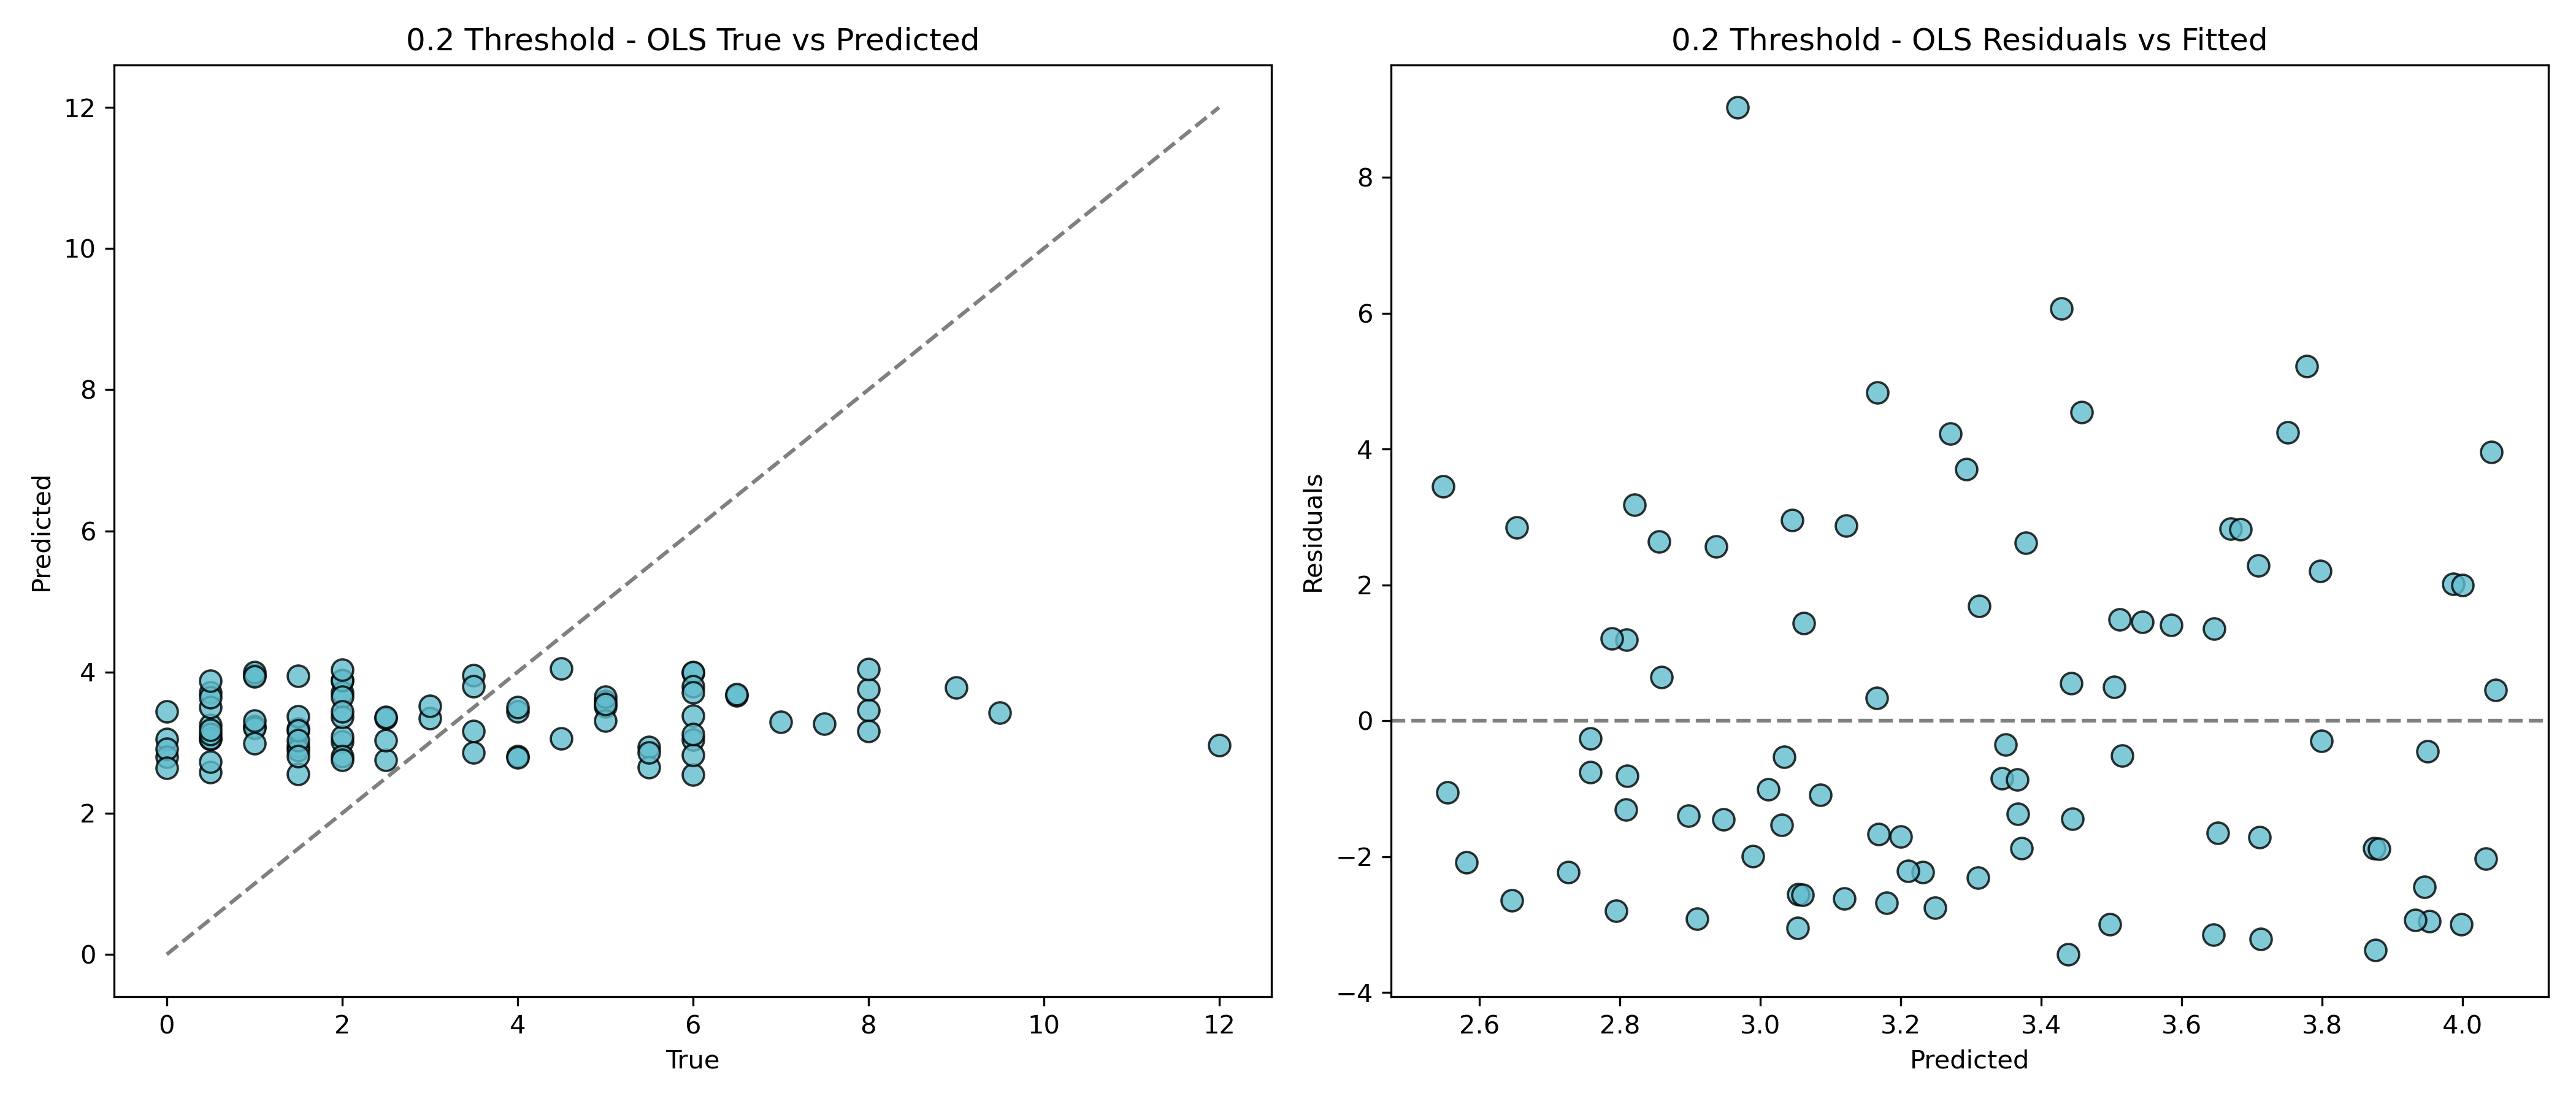 0.2 Threshold - OLS True vs Predicted
12
10
8
6
4
2
0
Predicted
0 2 4 6 8 10 12
True
0.2 Threshold - OLS Residuals vs Fitted
8
6
4
2
0
−2
−4
Residuals
2.6 2.8 3.0 3.2 3.4 3.6 3.8 4.0
Predicted